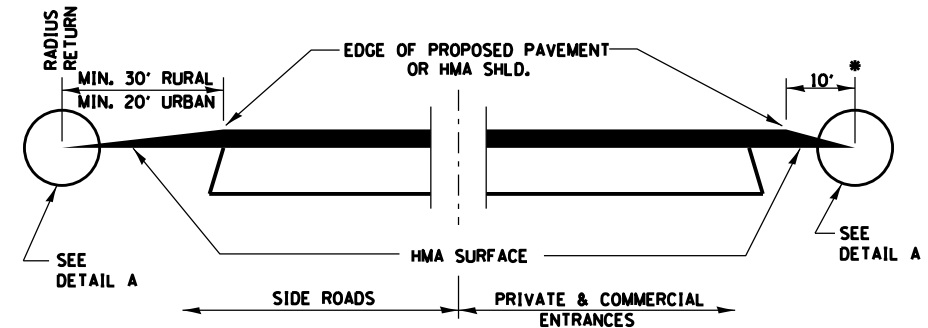 RADIUS
RETURN
MIN. 30' RURAL
MIN. 20' URBAN
EDGE OF PROPOSED PAVEMENT
OR HMA SHLD.
10'
*
SEE
DETAIL A
HMA SURFACE
SEE
DETAIL A
SIDE ROADS
PRIVATE & COMMERCIAL
ENTRANCES